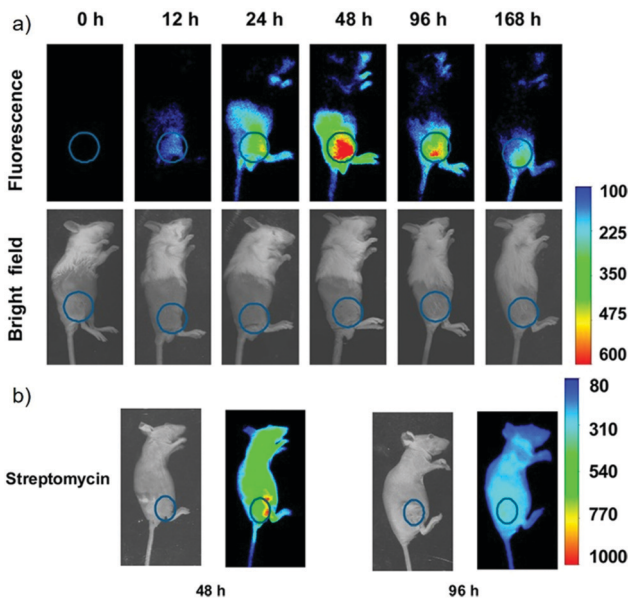 a)
0 h 12 h 24 h 48 h 96 h 168 h
Fluorescence
Bright field
100
225
350
475
600
b)
Streptomycin
80
310
540
770
1000
48 h 96 h